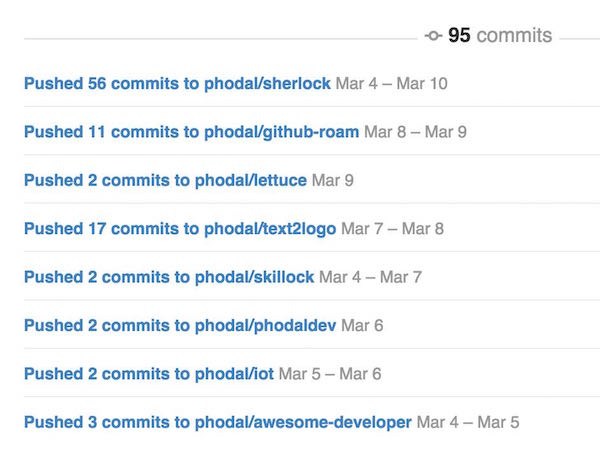 95 commits
Pushed 56 commits to phodal/sherlock Mar 4 – Mar 10
Pushed 11 commits to phodal/github-roam Mar 8 – Mar 9
Pushed 2 commits to phodal/lettuce Mar 9
Pushed 17 commits to phodal/text2logo Mar 7 – Mar 8
Pushed 2 commits to phodal/skillock Mar 4 – Mar 7
Pushed 2 commits to phodal/phodaldev Mar 6
Pushed 2 commits to phodal/iot Mar 5 – Mar 6
Pushed 3 commits to phodal/awesome-developer Mar 4 – Mar 5